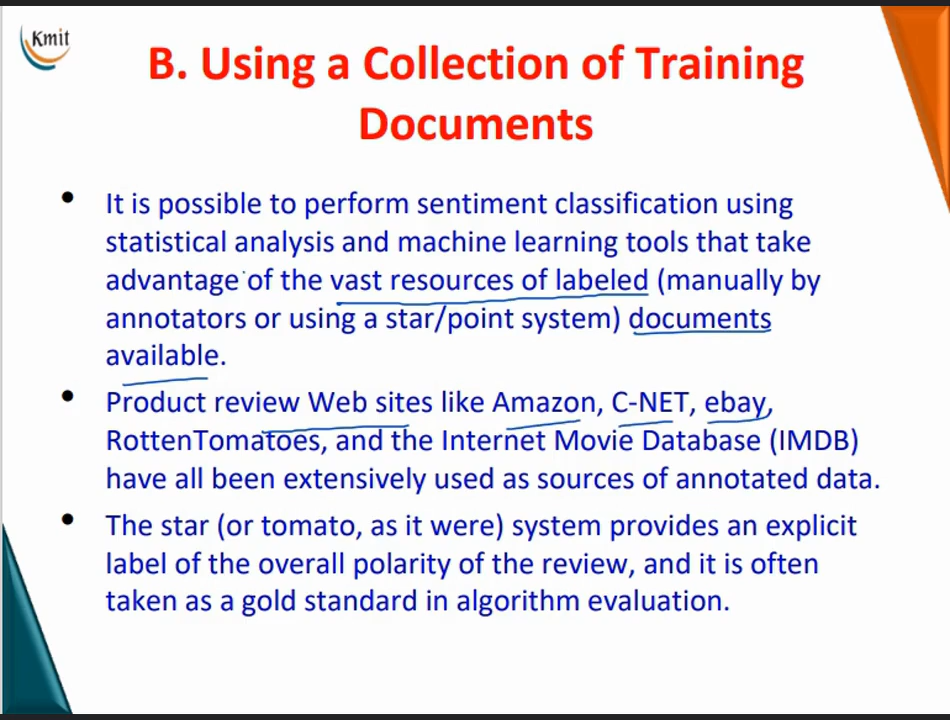 Kmit
B. Using a Collection of Training
Documents
• It is possible to perform sentiment classification using
statistical analysis and machine learning tools that take
advantage of the vast resources of labeled (manually by
annotators or using a star/point system) documents
available.
• Product review Web sites like Amazon, C-NET, ebay,
RottenTomatoes, and the Internet Movie Database (IMDB)
have all been extensively used as sources of annotated data.
• The star (or tomato, as it were) system provides an explicit
label of the overall polarity of the review, and it is often
taken as a gold standard in algorithm evaluation.